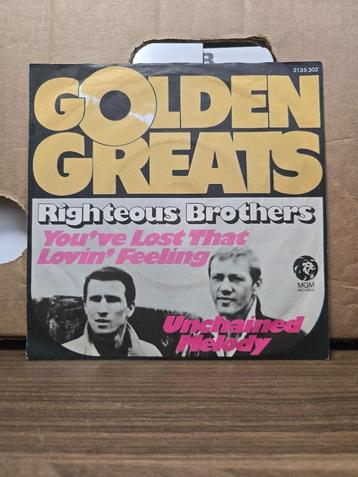 2135 302
GOLDEN
GREATS
Righteous Brothers
You've Lost That
Lovin' Feeling
MGM
RECORDS
Unchained
Melody